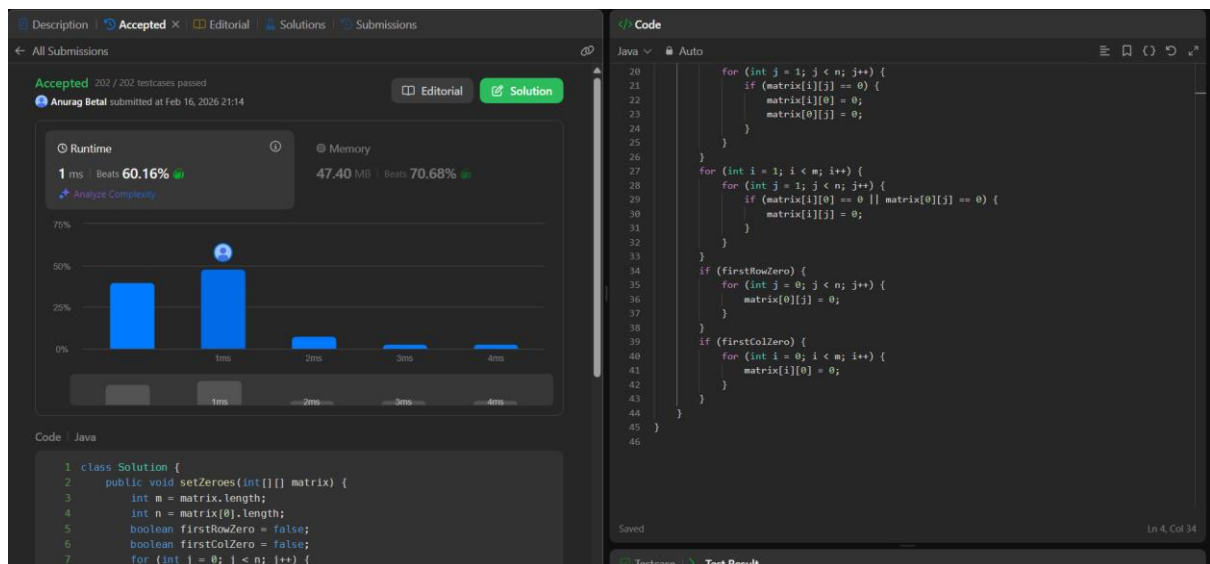 Description | Accepted × | Editorial | Solutions | Submissions
← All Submissions
Accepted 202 / 202 testcases passed
Anurag Betal submitted at Feb 16, 2026 21:14
Editorial
Solution
Runtime
1 ms | Beats 60.16%
Analyze Complexity
Memory
47.40 MB | Beats 70.68%
75%
50%
25%
0%
1ms 2ms 3ms 4ms
1ms 2ms 3ms 4ms
Code | Java
1 class Solution {
2 public void setZeroes(int[][] matrix) {
3 int m = matrix.length;
4 int n = matrix[0].length;
5 boolean firstRowZero = false;
6 boolean firstColZero = false;
7 for (int j = 0; j < n; j++) {
</> Code
Java Auto
20 for (int j = 1; j < n; j++) {
21 if (matrix[i][j] == 0) {
22 matrix[i][0] = 0;
23 matrix[0][j] = 0;
24 }
25 }
26 }
27 for (int i = 1; i < m; i++) {
28 for (int j = 1; j < n; j++) {
29 if (matrix[i][0] == 0 || matrix[0][j] == 0) {
30 matrix[i][j] = 0;
31 }
32 }
33 }
34 if (firstRowZero) {
35 for (int j = 0; j < n; j++) {
36 matrix[0][j] = 0;
37 }
38 }
39 if (firstColZero) {
40 for (int i = 0; i < m; i++) {
41 matrix[i][0] = 0;
42 }
43 }
44 }
45 }
46
Saved
Ln 4, Col 34
Testcase | Test Result